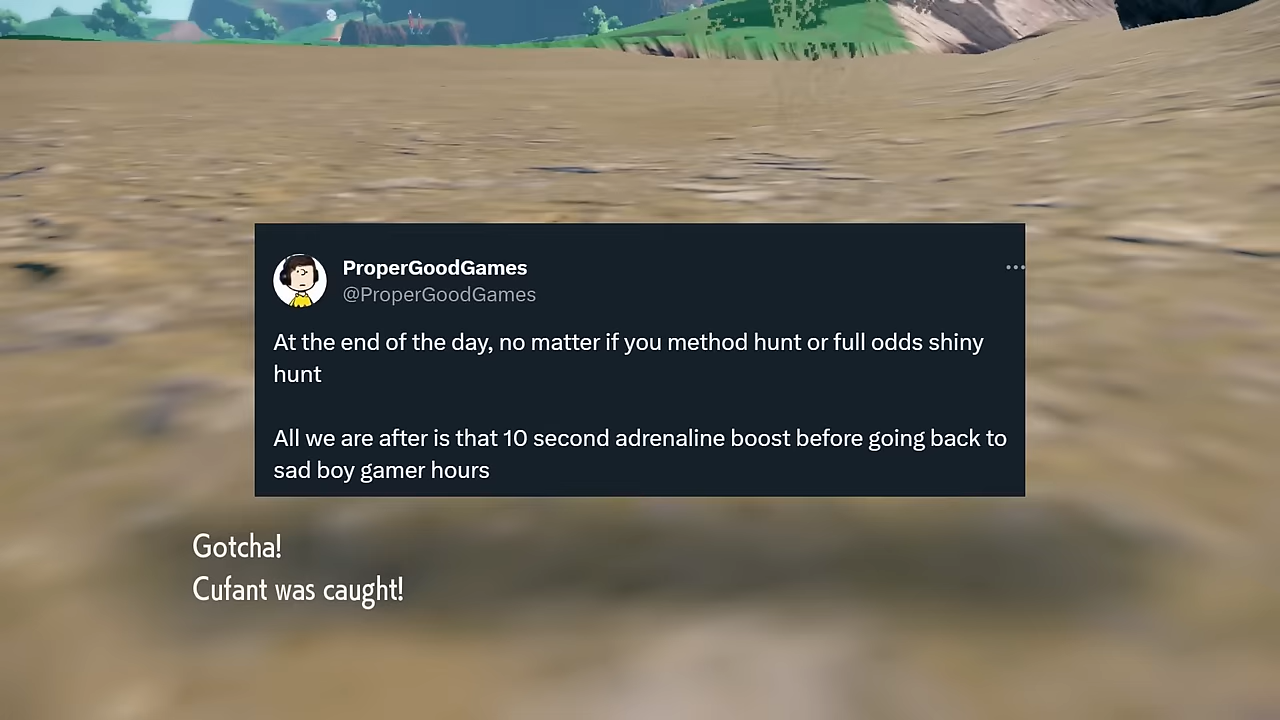 ProperGoodGames
@ProperGoodGames
At the end of the day, no matter if you method hunt or full odds shiny
hunt
All we are after is that 10 second adrenaline boost before going back to
sad boy gamer hours
Gotcha!
Cufant was caught!